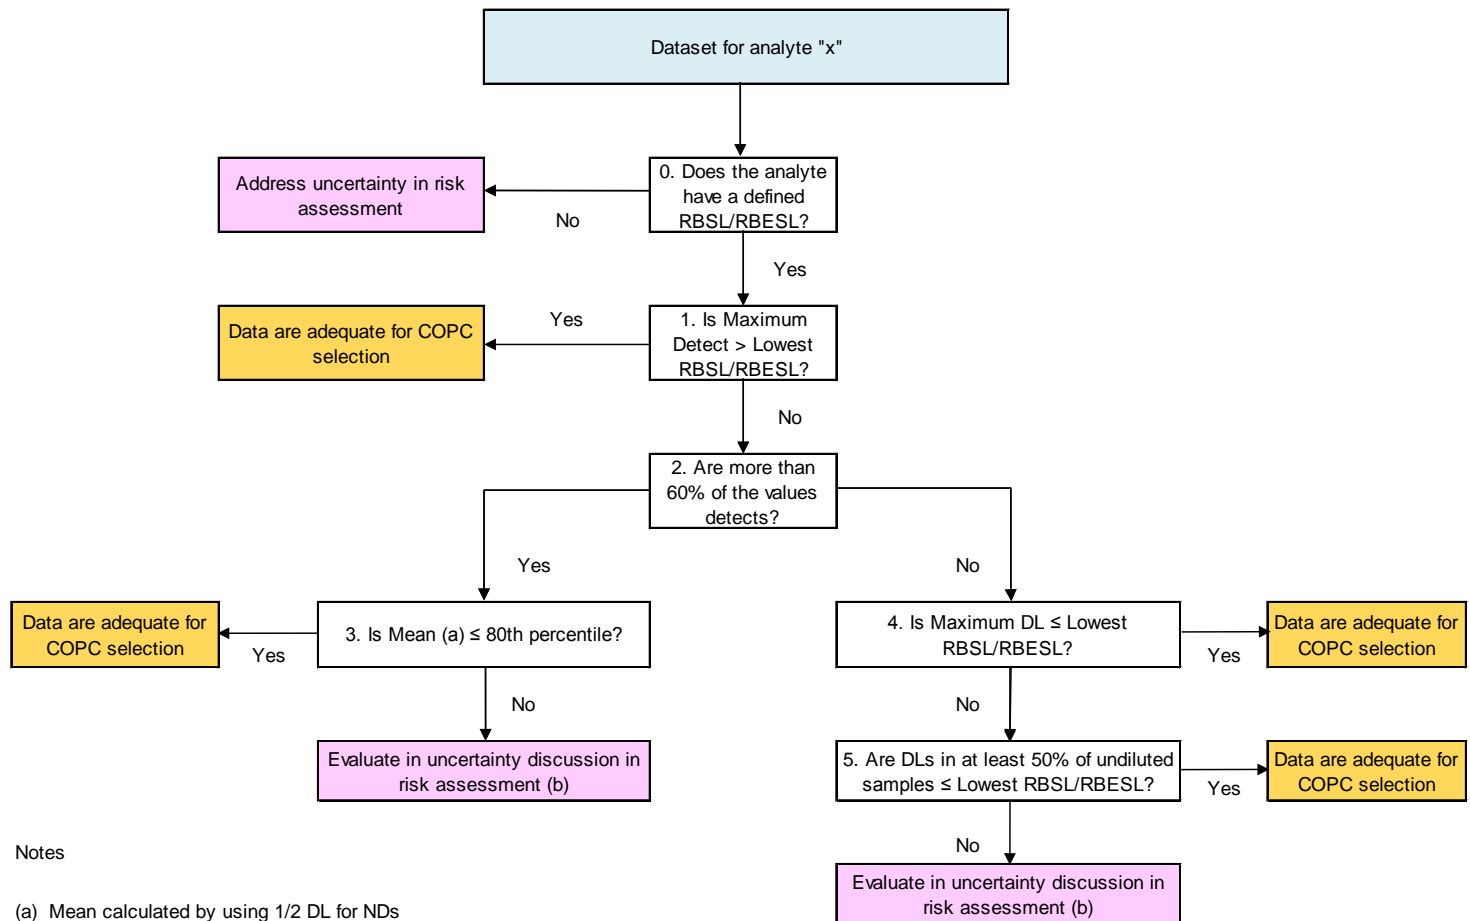 Dataset for analyte "x"
Address uncertainty in risk
assessment
No
0. Does the analyte
have a defined
RBSL/RBESL?
Yes
Data are adequate for COPC
selection
Yes
1. Is Maximum
Detect > Lowest
RBSL/RBESL?
No
2. Are more than
60% of the values
detects?
Yes
No
Data are adequate for
COPC selection
Yes
3. Is Mean (a) ≤ 80th percentile?
4. Is Maximum DL ≤ Lowest
RBSL/RBESL?
Yes
Data are adequate for
COPC selection
No
No
Evaluate in uncertainty discussion in
risk assessment (b)
5. Are DLs in at least 50% of undiluted
samples ≤ Lowest RBSL/RBESL?
Yes
Data are adequate for
COPC selection
No
Evaluate in uncertainty discussion in
risk assessment (b)
Notes
(a) Mean calculated by using 1/2 DL for NDs